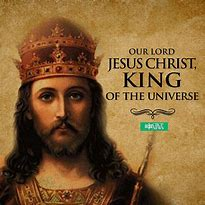 OUR LORD
JESUS CHRIST,
KING
OF THE UNIVERSE